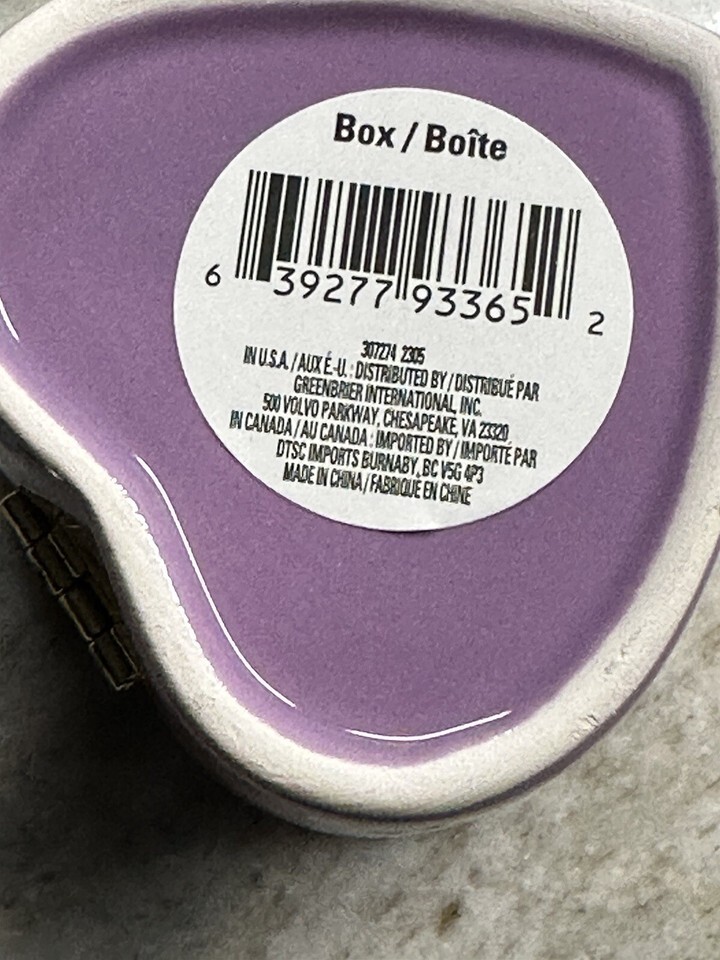 Box / Boîte
6 39277 93365 2
307274 2305
IN U.S.A. / AUX É.-U. : DISTRIBUTED BY / DISTRIBUÉ PAR
GREENBRIER INTERNATIONAL, INC.
500 VOLVO PARKWAY, CHESAPEAKE, VA 23320
IN CANADA / AU CANADA : IMPORTED BY / IMPORTÉ PAR
DTSC IMPORTS BURNABY, BC V5G 4P3
MADE IN CHINA / FABRIQUÉ EN CHINE